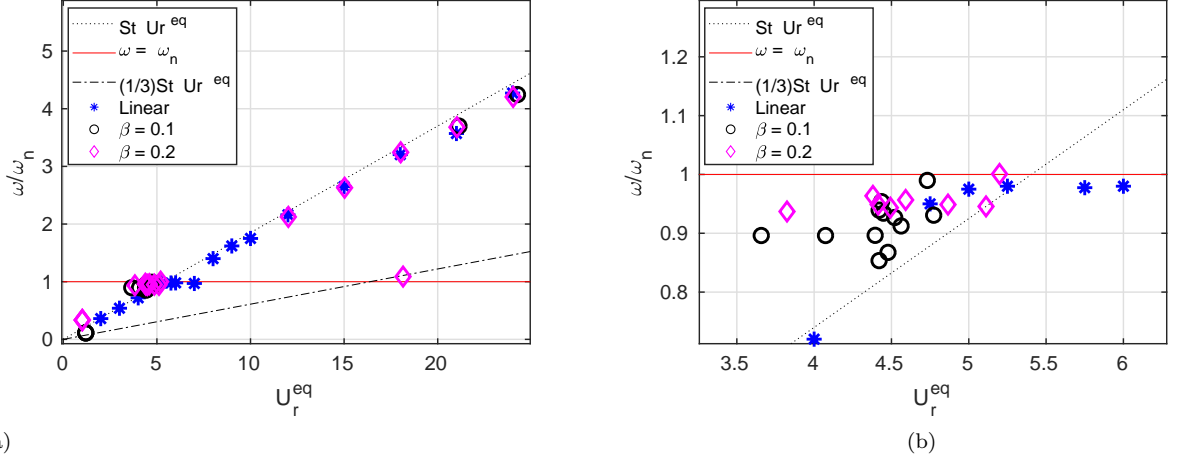 St Ur eq
ω = ω n
(1/3)St Ur eq
Linear
β = 0.1
β = 0.2
5
4
3
2
1
0
ω/ω n
0 5 10 15 20
U r eq
St Ur eq
ω = ω n
(1/3)St Ur eq
Linear
β = 0.1
β = 0.2
1.2
1.1
1
0.9
0.8
ω/ω n
3.5 4 4.5 5 5.5 6
U r eq
)
(b)